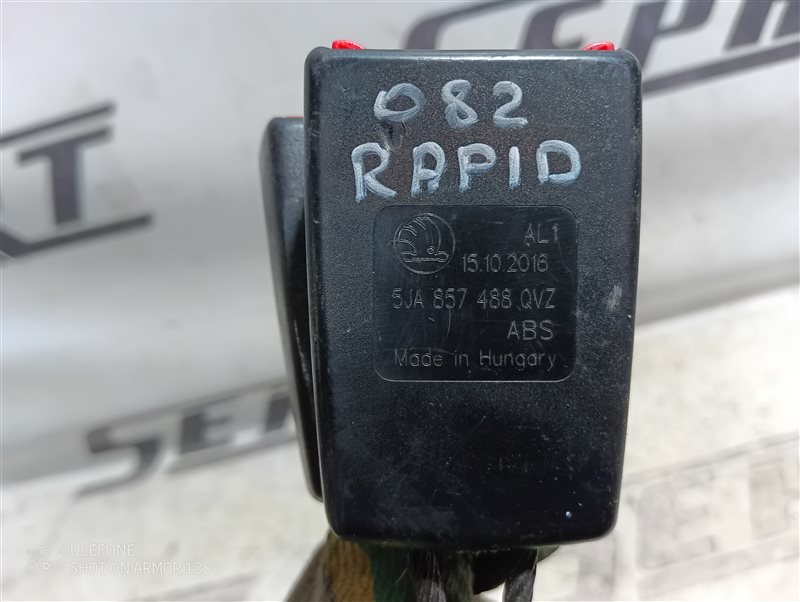 082
RAPID
AL1
15.10.2016
5JA 857 488 QVZ
ABS
Made in Hungary
ULEFONE
SHOT ON ARMOR 12S